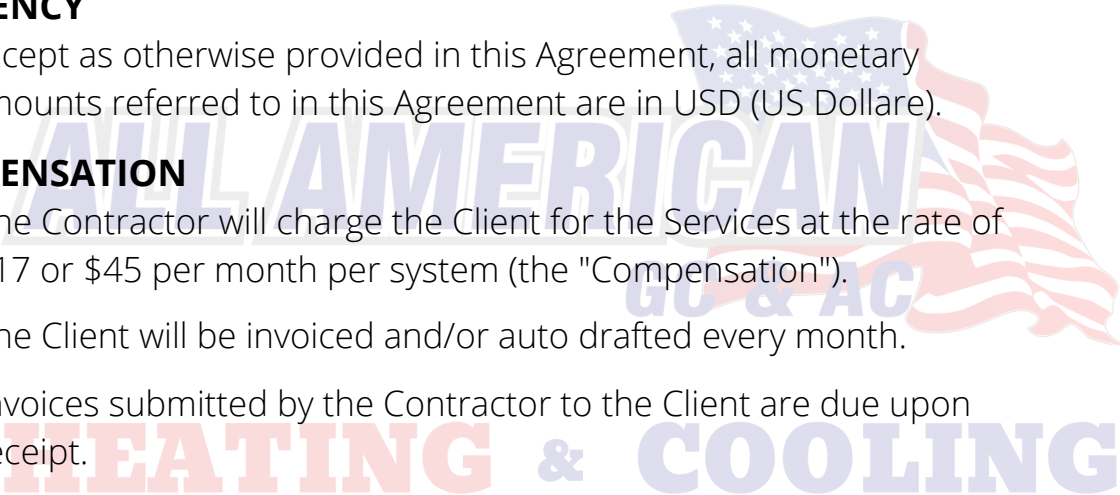 ENCY
cept as otherwise provided in this Agreement, all monetary
mounts referred to in this Agreement are in USD (US Dollare).
ALL AMERICAN
ENSATION
he Contractor will charge the Client for the Services at the rate of
17 or $45 per month per system (the "Compensation").
GC & AC
he Client will be invoiced and/or auto drafted every month.
nvoices submitted by the Contractor to the Client are due upon
eceipt.
HEATING & COOLING